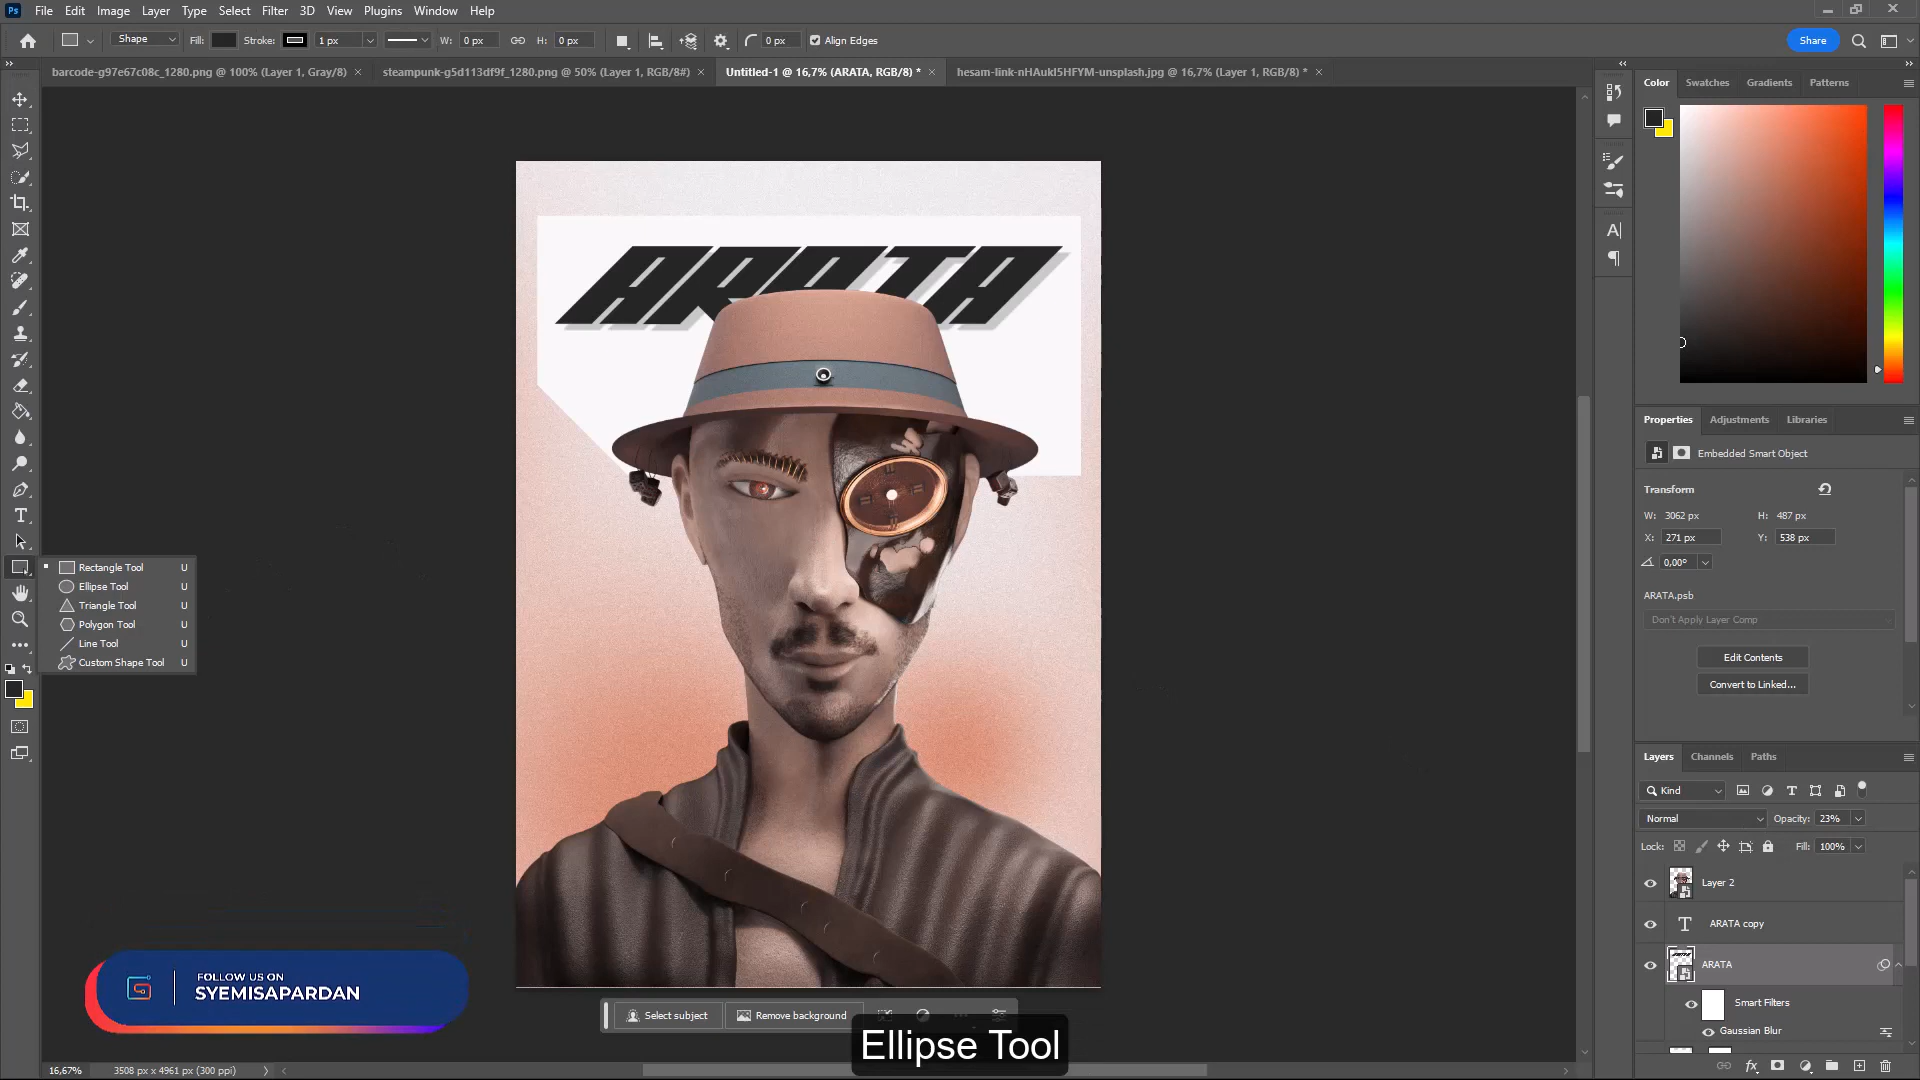 Ps File Edit Image Layer Type Select Filter 3D View Plugins Window Help
Shape Fill: Stroke: 1 px W: 0 px H: 0 px 0 px Align Edges Share
barcode-g97e67c08c_1280.png @ 100% (Layer 1, Gray/8) steampunk-g5d113df9f_1280.png @ 50% (Layer 1, RGB/8#) Untitled-1 @ 16,7% (ARATA, RGB/8) * hesam-link-nHAukI5HFYM-unsplash.jpg @ 16,7% (Layer 1, RGB/8) *
Color Swatches Gradients Patterns
ARATA
Properties Adjustments Libraries
Embedded Smart Object
Transform
W: 3062 px H: 487 px
X: 271 px Y: 538 px
0,00°
ARATA.psb
Don't Apply Layer Comp
Edit Contents
Convert to Linked...
Rectangle Tool U
Ellipse Tool U
Triangle Tool U
Polygon Tool U
Line Tool U
Custom Shape Tool U
Layers Channels Paths
Kind
Normal Opacity: 23%
Lock: Fill: 100%
Layer 2
ARATA copy
ARATA
Smart Filters
Gaussian Blur
FOLLOW US ON
SYEMISAPARDAN
Select subject Remove background
Ellipse Tool
16,67% 3508 px x 4961 px (300 ppi)